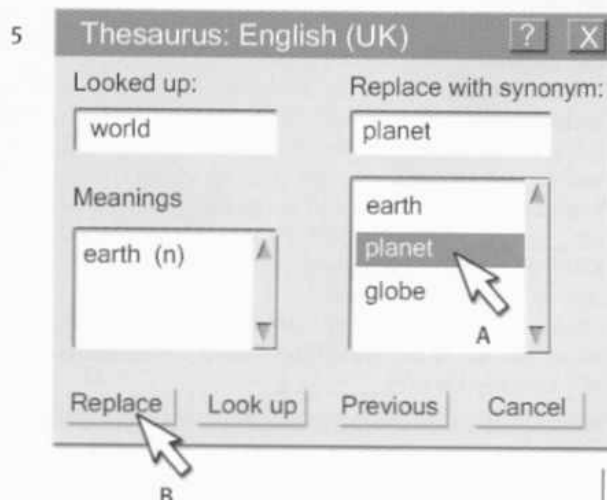 5
Thesaurus: English (UK) ? X
Looked up: Replace with synonym:
world planet
Meanings
earth (n)
earth
planet
globe
A
Replace Look up Previous Cancel
B